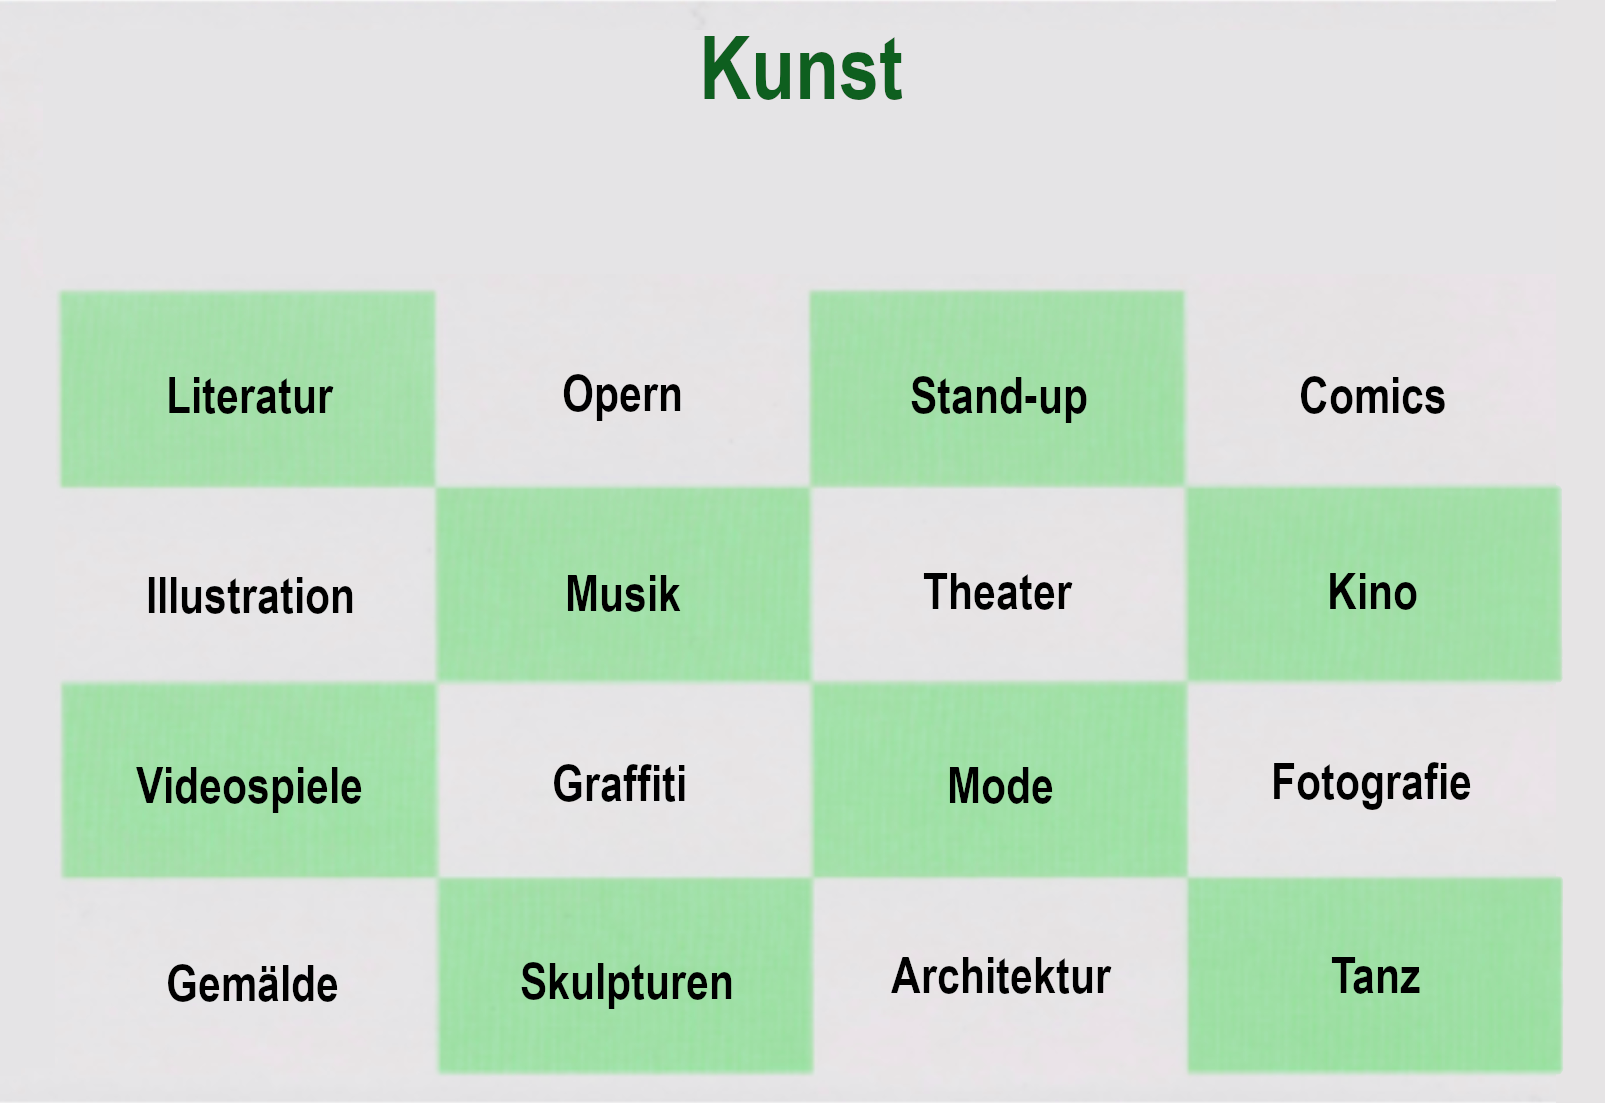 Kunst
Literatur Opern Stand-up Comics
Illustration Musik Theater Kino
Videospiele Graffiti Mode Fotografie
Gemälde Skulpturen Architektur Tanz